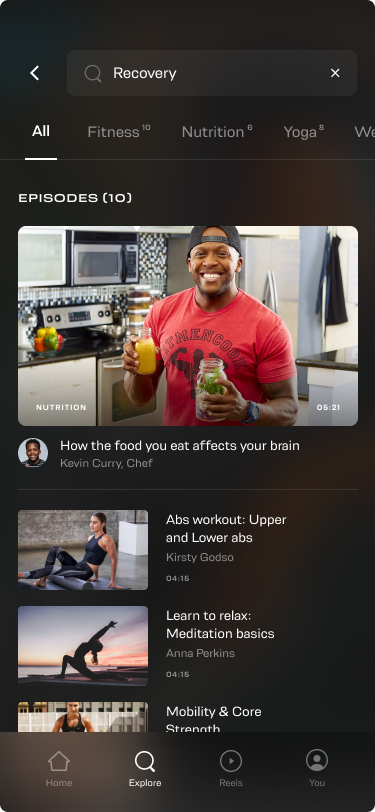 Recovery
All
Fitness 10
Nutrition 6
Yoga 8
We
EPISODES (10)
FITMENCOOK
NUTRITION
05:21
How the food you eat affects your brain
Kevin Curry, Chef
Abs workout: Upper
and Lower abs
Kirsty Godso
04:15
Learn to relax:
Meditation basics
Anna Perkins
04:15
Mobility & Core
Strength
Home
Explore
Reels
You